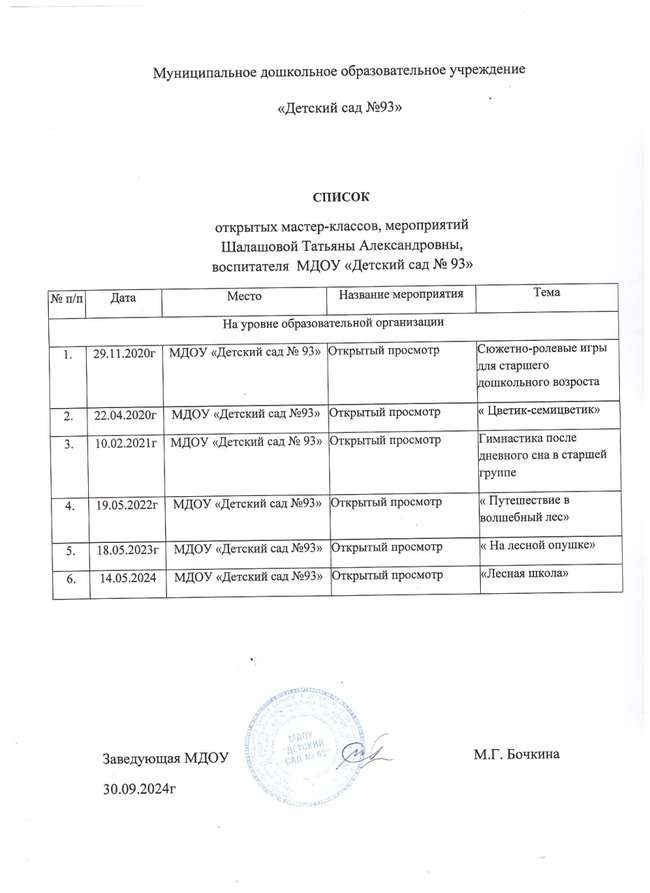 Муниципальное дошкольное образовательное учреждение
«Детский сад №93»
СПИСОК
открытых мастер-классов, мероприятий
Шалашовой Татьяны Александровны,
воспитателя МДОУ «Детский сад № 93»
№ п/п Дата Место Название мероприятия Тема
На уровне образовательной организации
1. 29.11.2020г МДОУ «Детский сад № 93» Открытый просмотр Сюжетно-ролевые игры
для старшего
дошкольного возроста
2. 22.04.2020г МДОУ «Детский сад №93» Открытый просмотр « Цветик-семицветик»
3. 10.02.2021г МДОУ «Детский сад № 93» Открытый просмотр Гимнастика после
дневного сна в старшей
группе
4. 19.05.2022г МДОУ «Детский сад №93» Открытый просмотр « Путешествие в
волшебный лес»
5. 18.05.2023г МДОУ «Детский сад №93» Открытый просмотр « На лесной опушке»
6. 14.05.2024 МДОУ «Детский сад №93» Открытый просмотр «Лесная школа»
МДОУ
ДЕТСКИЙ
САД № 93
Заведующая МДОУ М.Г. Бочкина
30.09.2024г